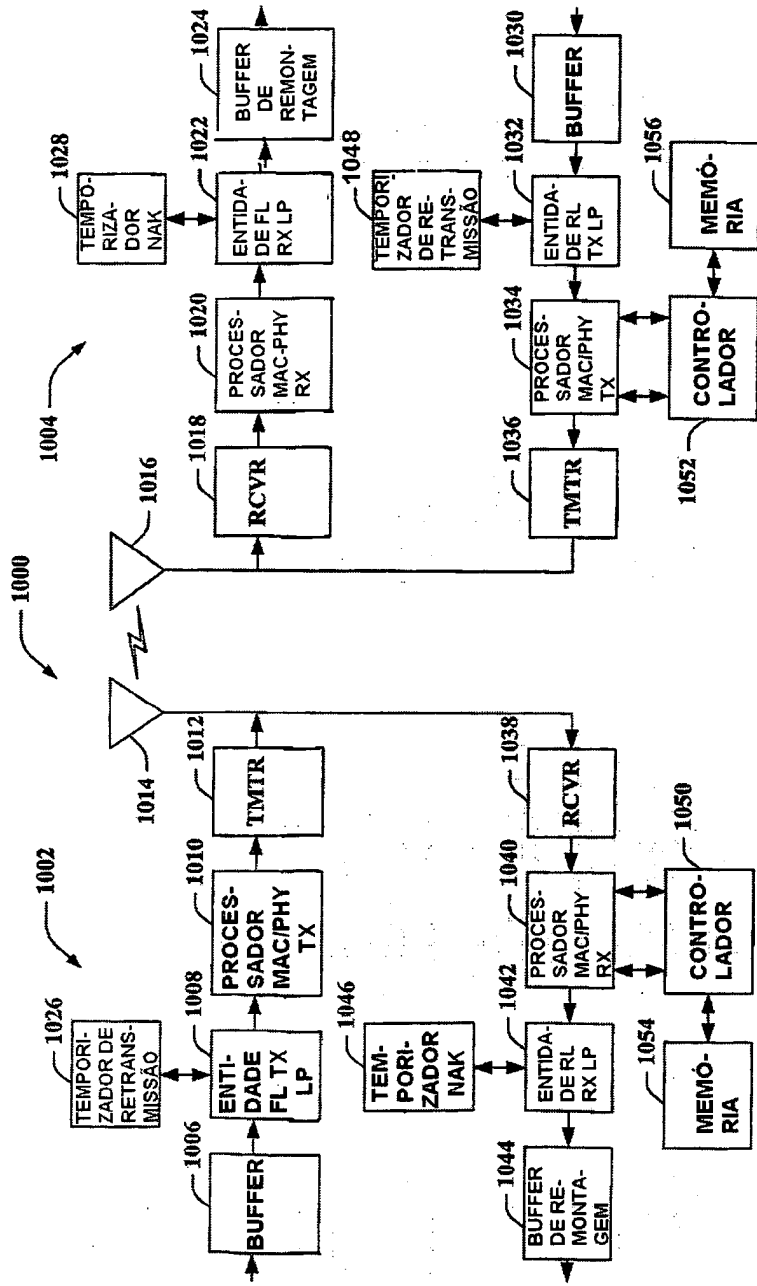 1000
1002
1004
1026
TEMPORI-
ZADOR DE
RETRANS-
MISSÃO
1006
BUFFER
1008
ENTI-
DADE
FL TX
LP
1010
PROCES-
SADOR
MAC/PHY
TX
1012
TMTR
1014
1016
1018
RCVR
1020
PROCES-
SADOR
MAC-PHY
RX
1028
TEMPO-
RIZA-
DOR
NAK
1022
ENTIDA-
DE FL
RX LP
1024
BUFFER
DE
REMON-
TAGEM
1044
BUFFER
DE RE-
MONTA-
GEM
1046
TEM-
PORI-
ZADOR
NAK
1042
ENTIDA-
DE RL
RX LP
1040
PROCES-
SADOR
MAC/PHY
RX
1038
RCVR
1054
MEMÓ-
RIA
1050
CONTRO-
LADOR
1036
TMTR
1034
PROCES-
SADOR
MAC/PHY
TX
1048
TEMPORI
ZADOR
DE RE-
TRANS-
MISSÃO
1032
ENTIDA-
DE RL
TX LP
1030
BUFFER
1052
CONTRO-
LADOR
1056
MEMÓ-
RIA